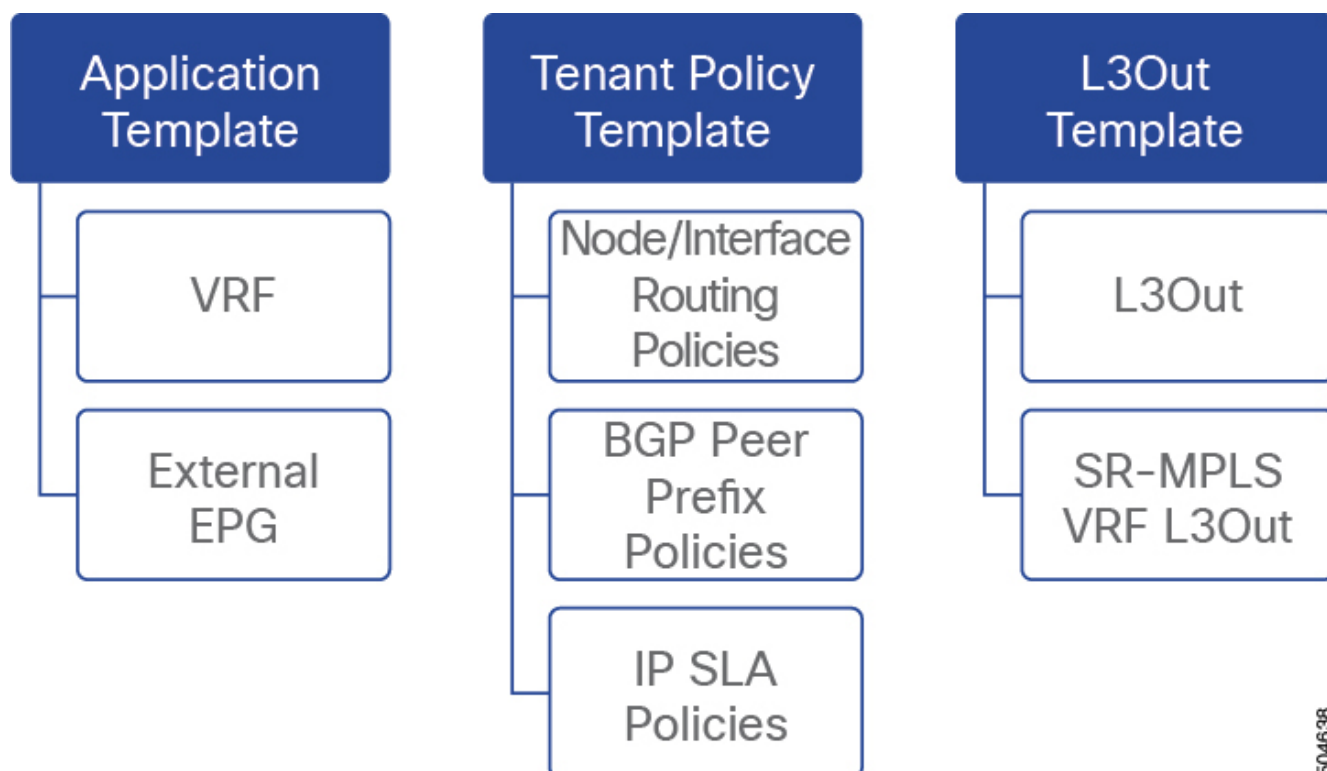 Application
Template
VRF
External
EPG
Tenant Policy
Template
Node/Interface
Routing
Policies
BGP Peer
Prefix
Policies
IP SLA
Policies
L3Out
Template
L3Out
SR-MPLS
VRF L3Out
504638